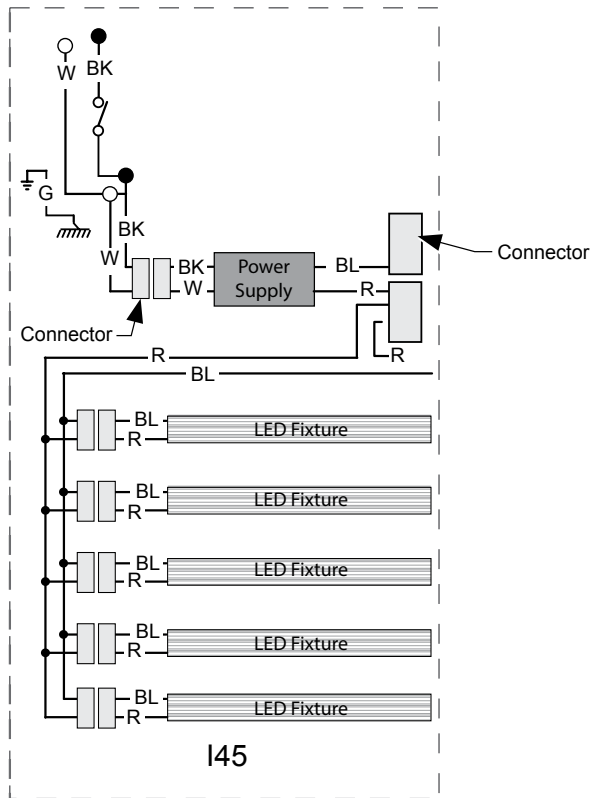 W
BK
G
BK
W
BK
W
Power
Supply
BL
R
Connector
Connector
R
R
BL
BL
R
LED Fixture
BL
R
LED Fixture
BL
R
LED Fixture
BL
R
LED Fixture
BL
R
LED Fixture
I45